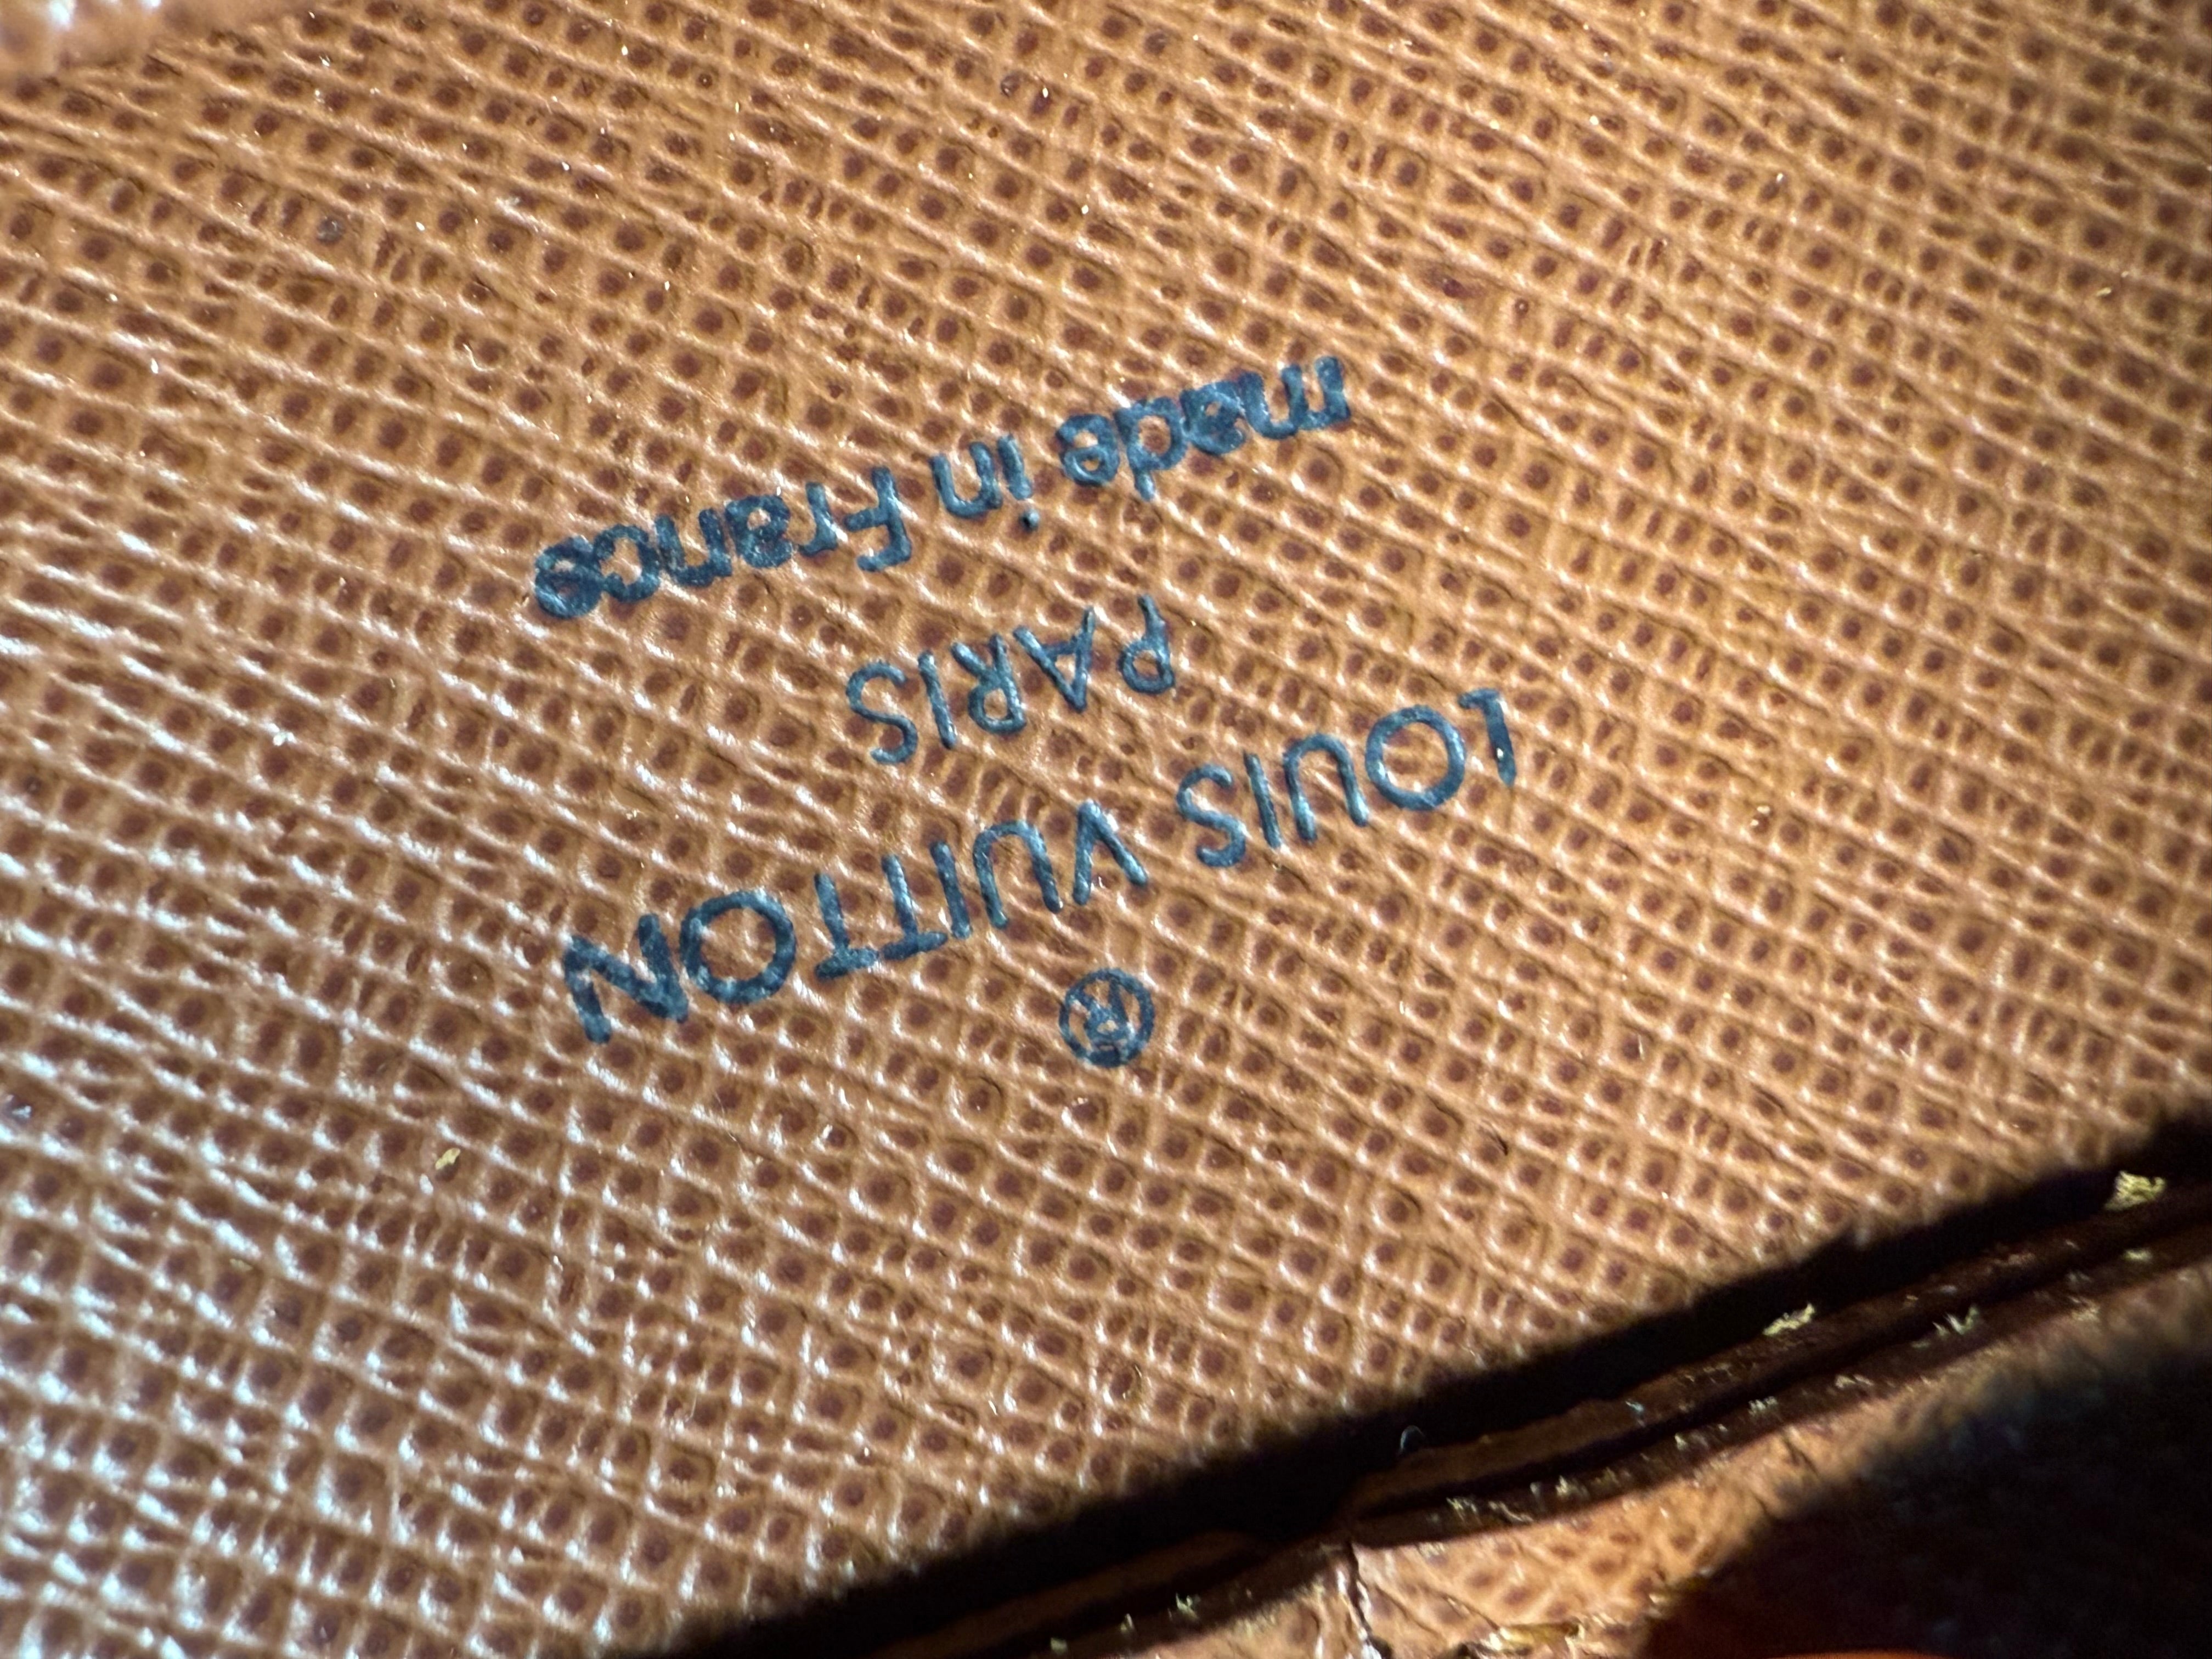 ®
LOUIS VUITTON
PARIS
made in France